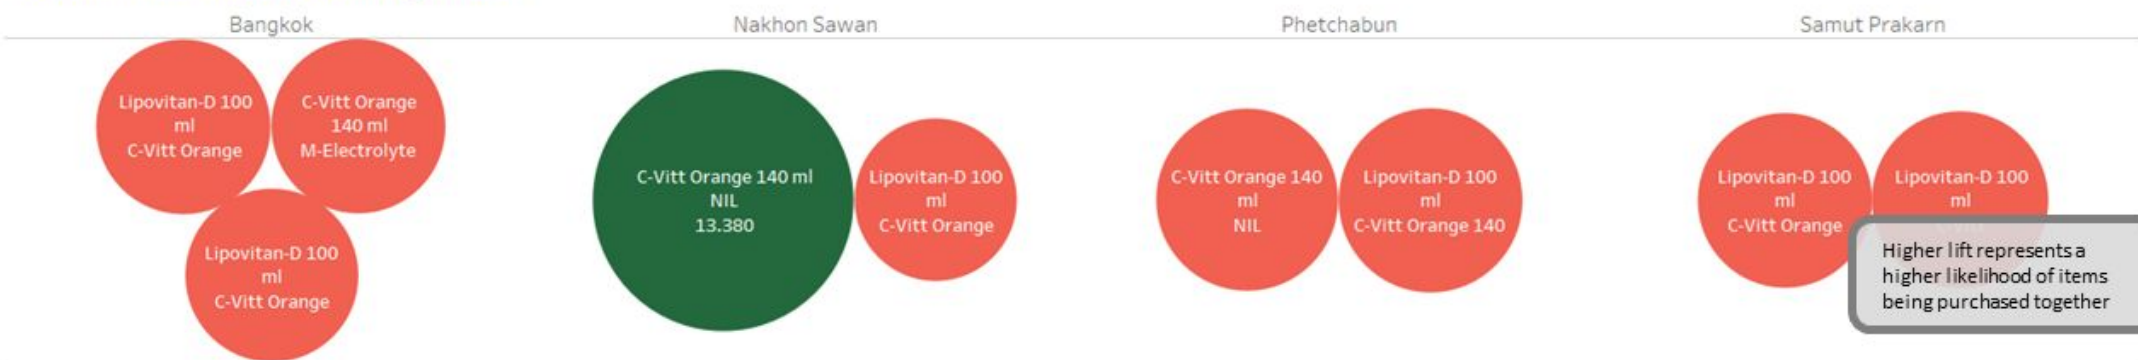 Bangkok
Nakhon Sawan
Phetchabun
Samut Prakarn
Lipovitan-D 100
ml
C-Vitt Orange
C-Vitt Orange
140 ml
M-Electrolyte
Lipovitan-D 100
ml
C-Vitt Orange
C-Vitt Orange 140 ml
NIL
13.380
Lipovitan-D 100
ml
C-Vitt Orange
C-Vitt Orange 140
ml
NIL
Lipovitan-D 100
ml
C-Vitt Orange 140
Lipovitan-D 100
ml
C-Vitt Orange
Lipovitan-D 100
ml
Higher lift represents a
higher likelihood of items
being purchased together